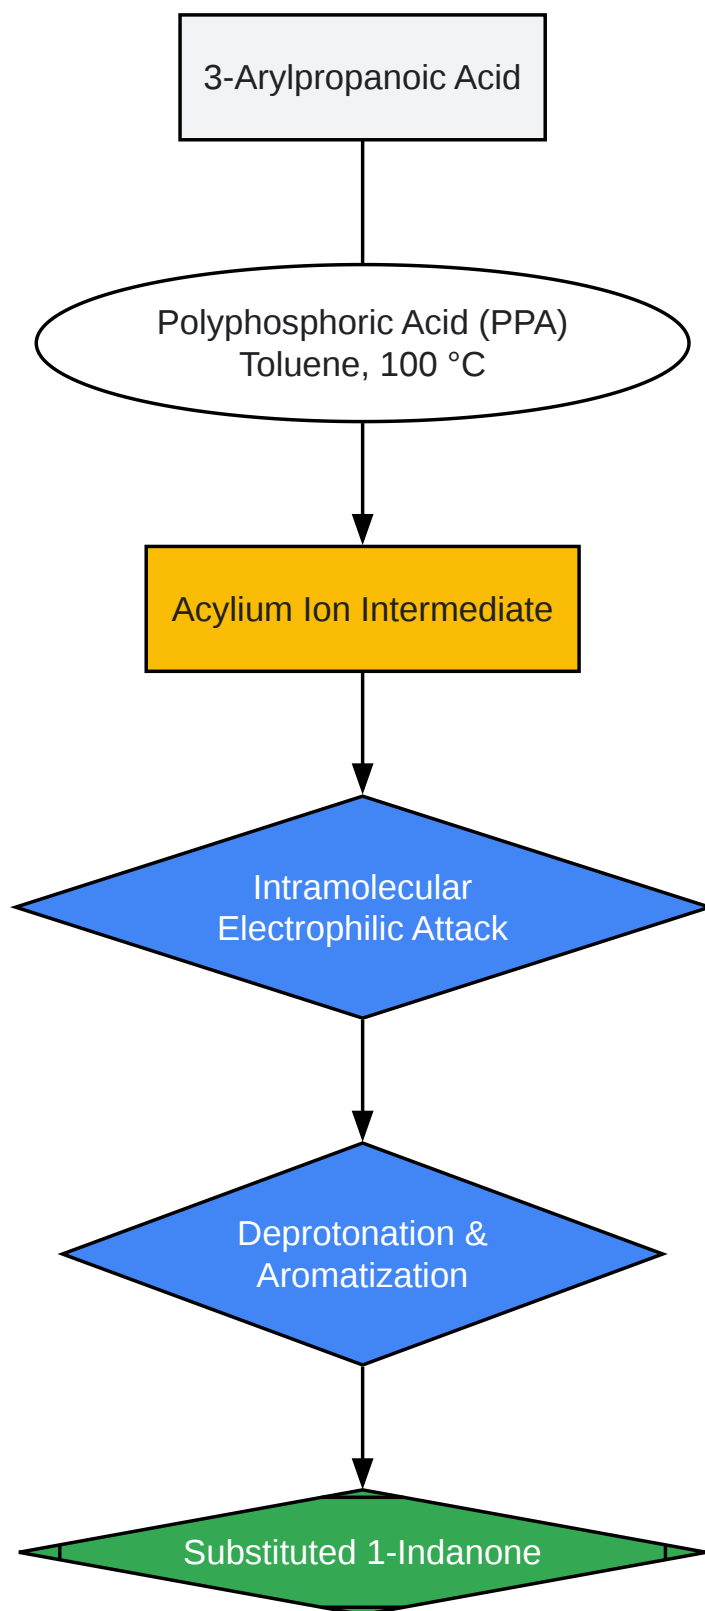 3-Arylpropanoic Acid
Polyphosphoric Acid (PPA)
Toluene, 100 °C
Acylium Ion Intermediate
Intramolecular
Electrophilic Attack
Deprotonation &
Aromatization
Substituted 1-Indanone